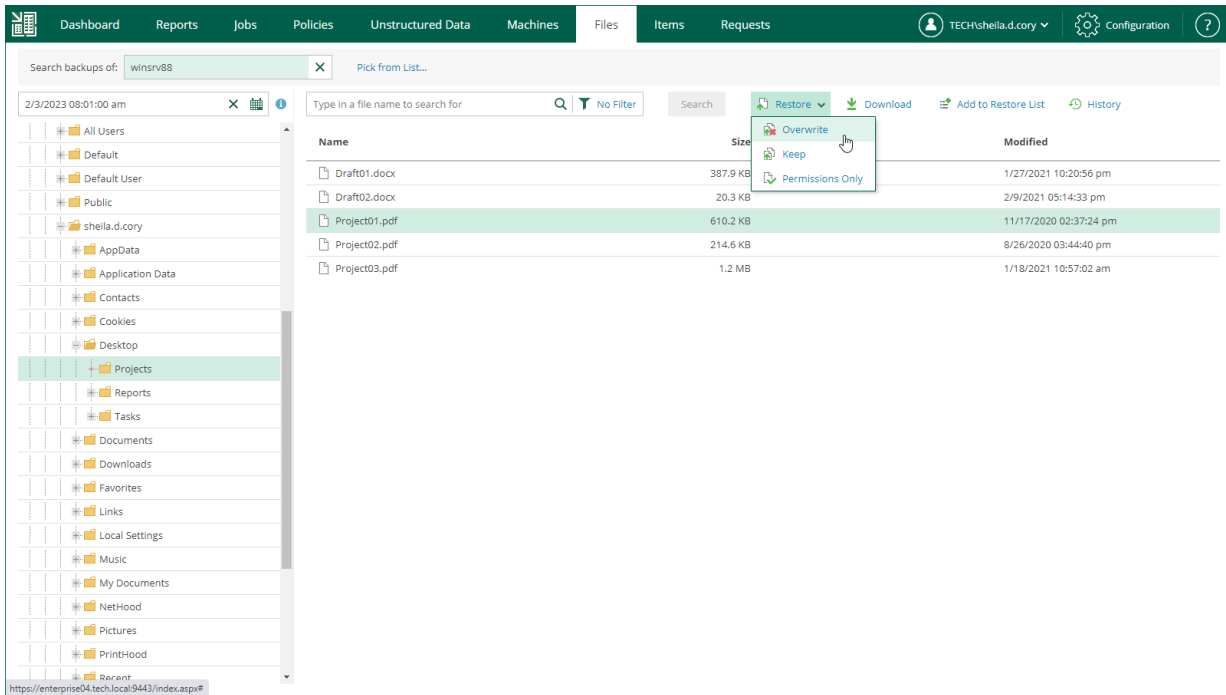 Dashboard Reports Jobs Policies Unstructured Data Machines Files Items Requests TECH\sheila.d.cory Configuration ?
Search backups of: winsrv88 Pick from List...
2/3/2023 08:01:00 am Type in a file name to search for No Filter Search Restore Download Add to Restore List History
Overwrite
Keep
Permissions Only
Name Size Modified
Draft01.docx 387.9 KB 1/27/2021 10:20:56 pm
Draft02.docx 20.3 KB 2/9/2021 05:14:33 pm
Project01.pdf 610.2 KB 11/17/2020 02:37:24 pm
Project02.pdf 214.6 KB 8/26/2020 03:44:40 pm
Project03.pdf 1.2 MB 1/18/2021 10:57:02 am
All Users
Default
Default User
Public
sheila.d.cory
AppData
Application Data
Contacts
Cookies
Desktop
Projects
Reports
Tasks
Documents
Downloads
Favorites
Links
Local Settings
Music
My Documents
NetHood
Pictures
PrintHood
Recent
https://enterprise04.tech.local:9443/index.aspx#